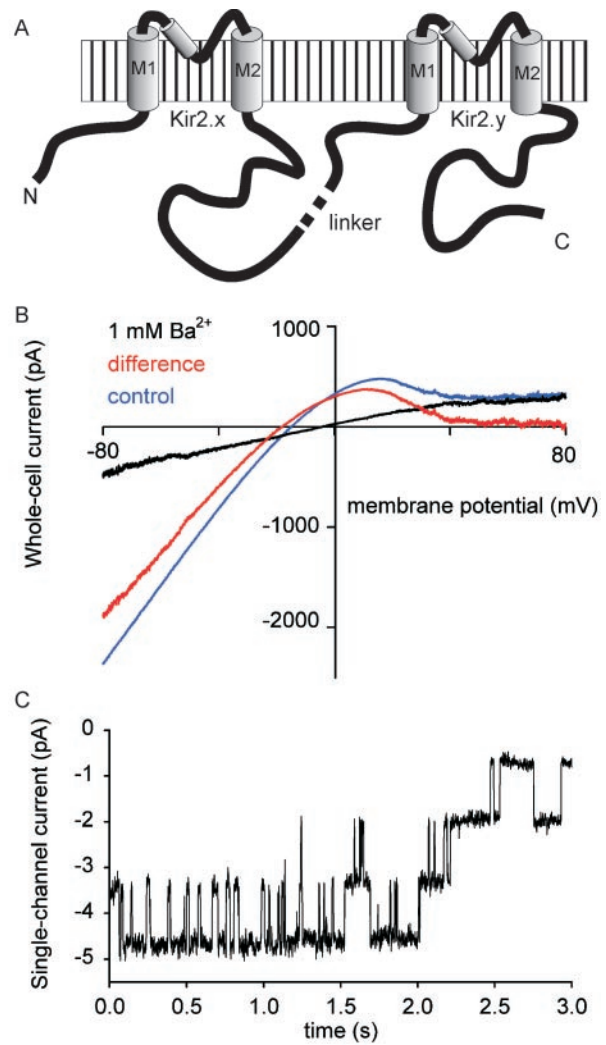 A
M1
M2
M1
M2
Kir2.x
Kir2.y
N
linker
C
B
1 mM Ba²⁺
difference
control
Whole-cell current (pA)
1000
-80
80
membrane potential (mV)
-1000
-2000
C
Single-channel current (pA)
0
-1
-2
-3
-4
-5
0.0 0.5 1.0 1.5 2.0 2.5 3.0
time (s)